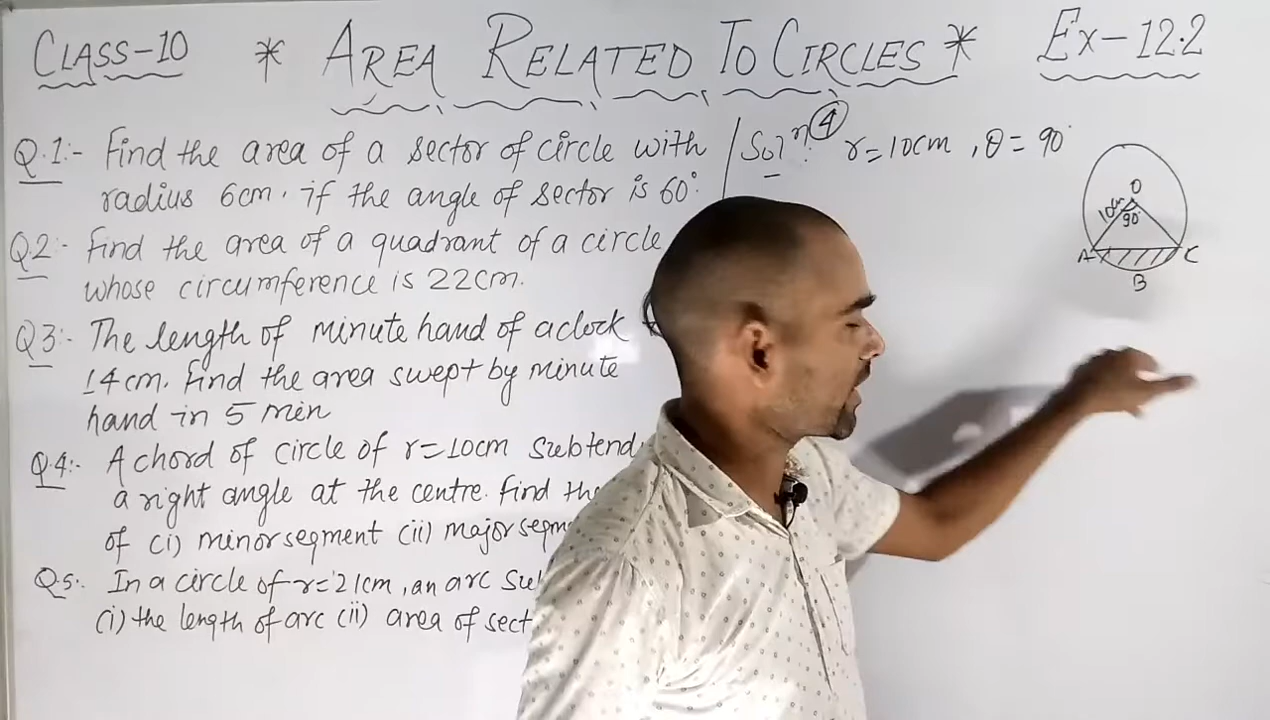 CLASS-10 * AREA RELATED TO CIRCLES * Ex-12.2
Q.1:- Find the area of a sector of circle with
radius 6cm. if the angle of sector is 60°.
Q.2:- Find the area of a quadrant of a circle
whose circumference is 22cm.
Q3:- The length of minute hand of a clock
14cm. Find the area swept by minute
hand in 5 min
Q.4:- A chord of circle of r=10cm Subtend
a right angle at the centre. Find the
of (i) minor segment (ii) major segm
Q.5:- In a circle of r=21cm, an arc Su
(i) the length of arc (ii) area of sect
Solⁿ: 4 r=10cm, θ=90°
O
10cm
90°
A
C
B